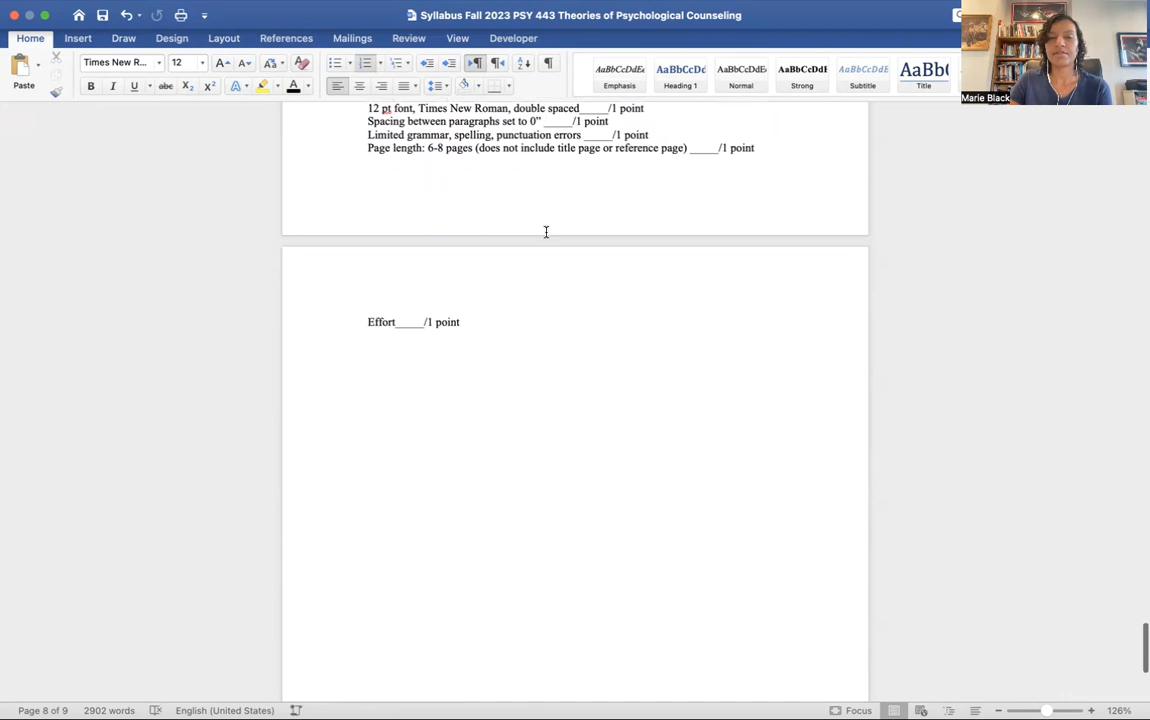 Syllabus Fall 2023 PSY 443 Theories of Psychological Counseling
Home Insert Draw Design Layout References Mailings Review View Developer
Paste
Times New R... 12
AaBbCcDdEe AaBbCcDc AaBbCcDdEe AaBbCcDdE AaBbCcDdEe AaBb(
Emphasis Heading 1 Normal Strong Subtitle Title
Marie Black
12 pt font, Times New Roman, double spaced_____/1 point
Spacing between paragraphs set to 0” _____/1 point
Limited grammar, spelling, punctuation errors _____/1 point
Page length: 6-8 pages (does not include title page or reference page) _____/1 point
Effort_____/1 point
Page 8 of 9 2902 words English (United States) Focus 126%